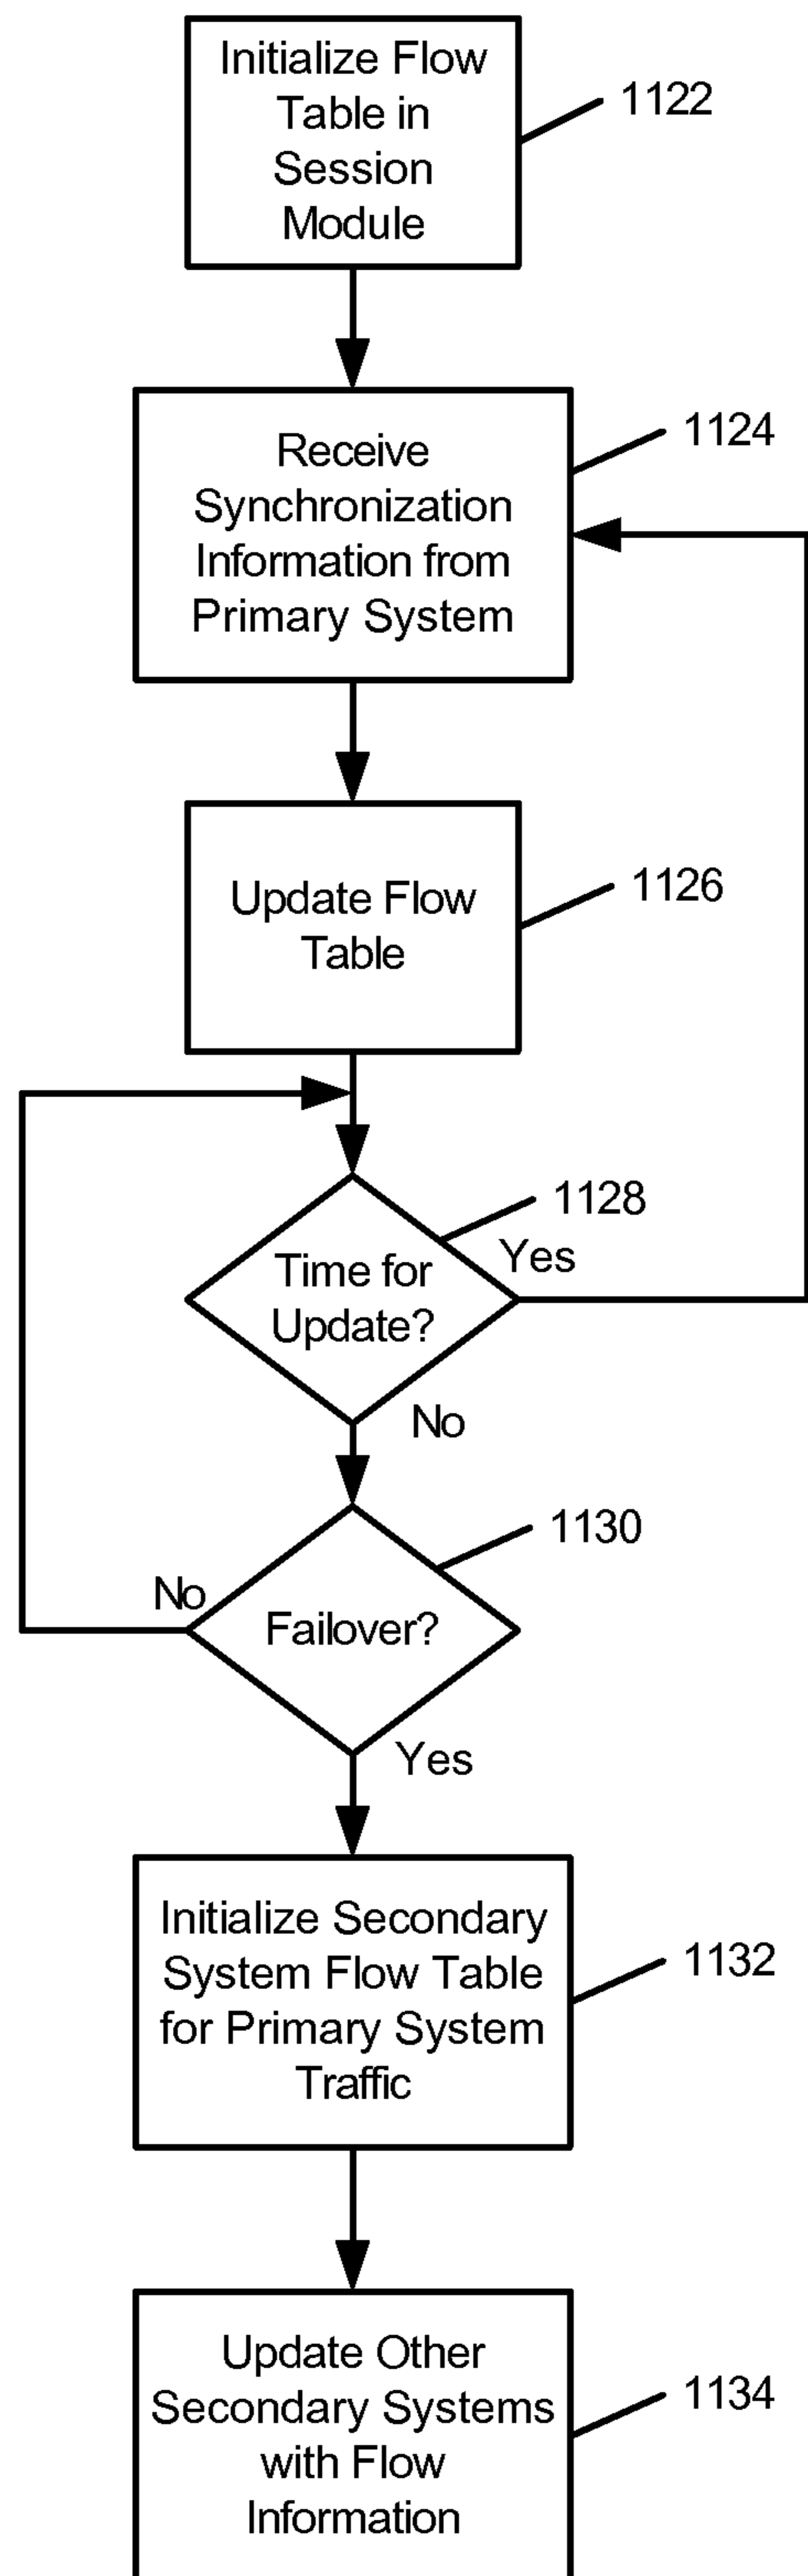 Initialize Flow
Table in
Session
Module
1122
Receive
Synchronization
Information from
Primary System
1124
Update Flow
Table
1126
Time for
Update?
1128
Yes
No
Failover?
1130
No
Yes
Initialize Secondary
System Flow Table
for Primary System
Traffic
1132
Update Other
Secondary Systems
with Flow
Information
1134